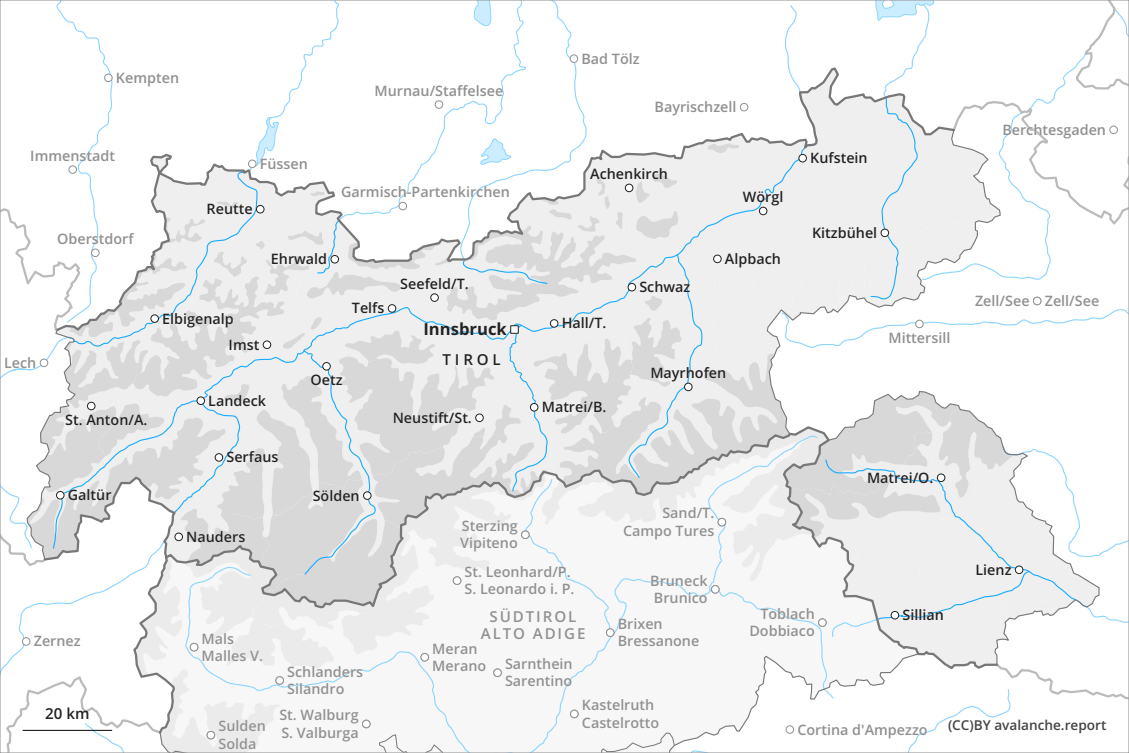 Kempten
Bad Tölz
Murnau/Staffelsee
Bayrischzell
Berchtesgaden
Immenstadt
Füssen
Kufstein
Achenkirch
Garmisch-Partenkirchen
Wörgl
Reutte
Kitzbühel
Oberstdorf
Ehrwald
Alpbach
Seefeld/T.
Schwaz
Zell/See
Zell/See
Telfs
Elbigenalp
Innsbruck
Hall/T.
Mittersill
Imst
TIROL
Lech
Oetz
Mayrhofen
Landeck
Matrei/B.
St. Anton/A.
Neustift/St.
Serfaus
Matrei/O.
Galtür
Sölden
Sand/T.
Campo Tures
Sterzing
Vipiteno
Nauders
Lienz
St. Leonhard/P.
S. Leonardo i. P.
Bruneck
Brunico
SÜDTIROL
ALTO ADIGE
Toblach
Dobbiaco
Sillian
Brixen
Bressanone
Zernez
Mals
Malles V.
Meran
Merano
Sarnthein
Sarentino
Schlanders
Silandro
Kastelruth
Castelrotto
St. Walburg
S. Valburga
20 km
Sulden
Solda
Cortina d'Ampezzo
(CC)BY avalanche.report